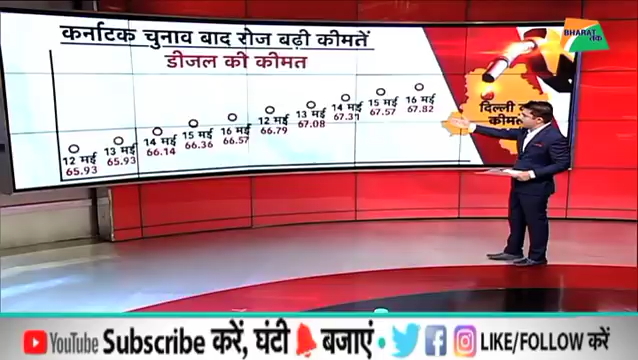 कर्नाटक चुनाव बाद रोज बढ़ी कीमतें
डीजल की कीमत
BHARAT तक
दिल्ली
कीमत
12 मई 65.93
13 मई 65.93
14 मई 66.14
15 मई 66.36
16 मई 66.57
12 मई 66.79
13 मई 67.08
14 मई 67.31
15 मई 67.57
16 मई 67.82
YouTube Subscribe करें, घंटी बजाएं LIKE/FOLLOW करें